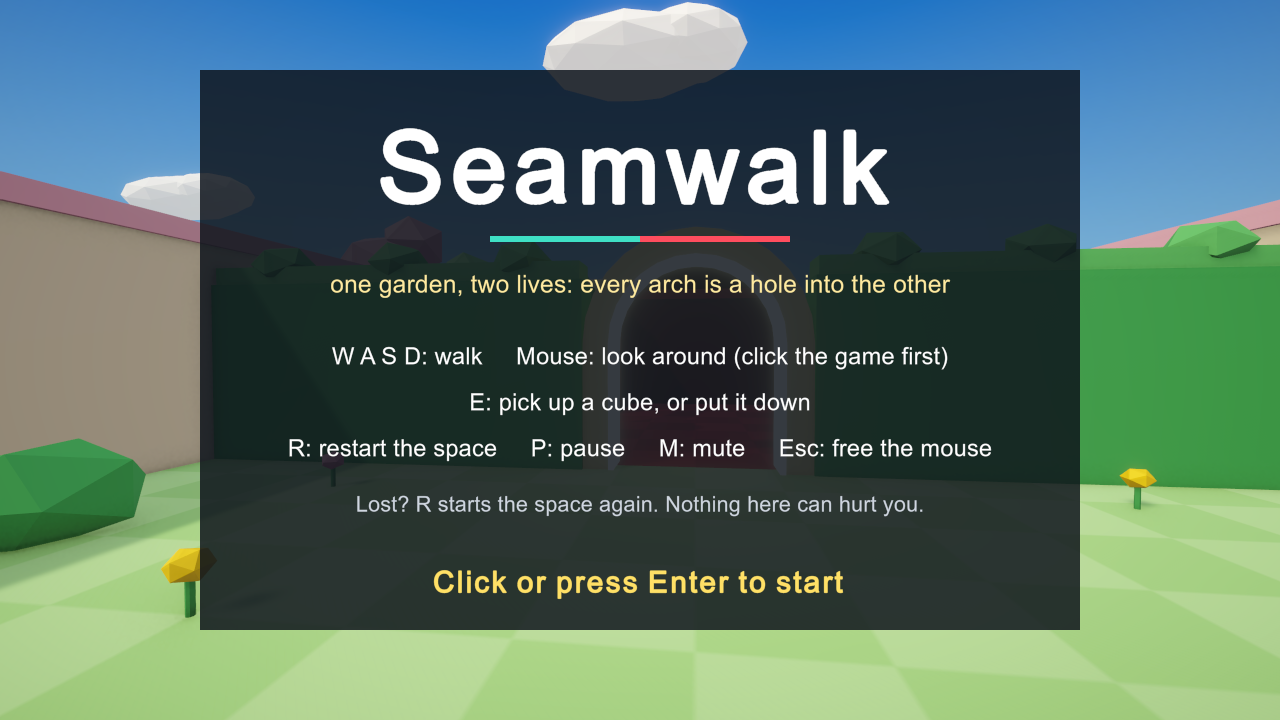 Seamwalk
one garden, two lives: every arch is a hole into the other
W A S D: walk Mouse: look around (click the game first)
E: pick up a cube, or put it down
R: restart the space P: pause M: mute Esc: free the mouse
Lost? R starts the space again. Nothing here can hurt you.
Click or press Enter to start